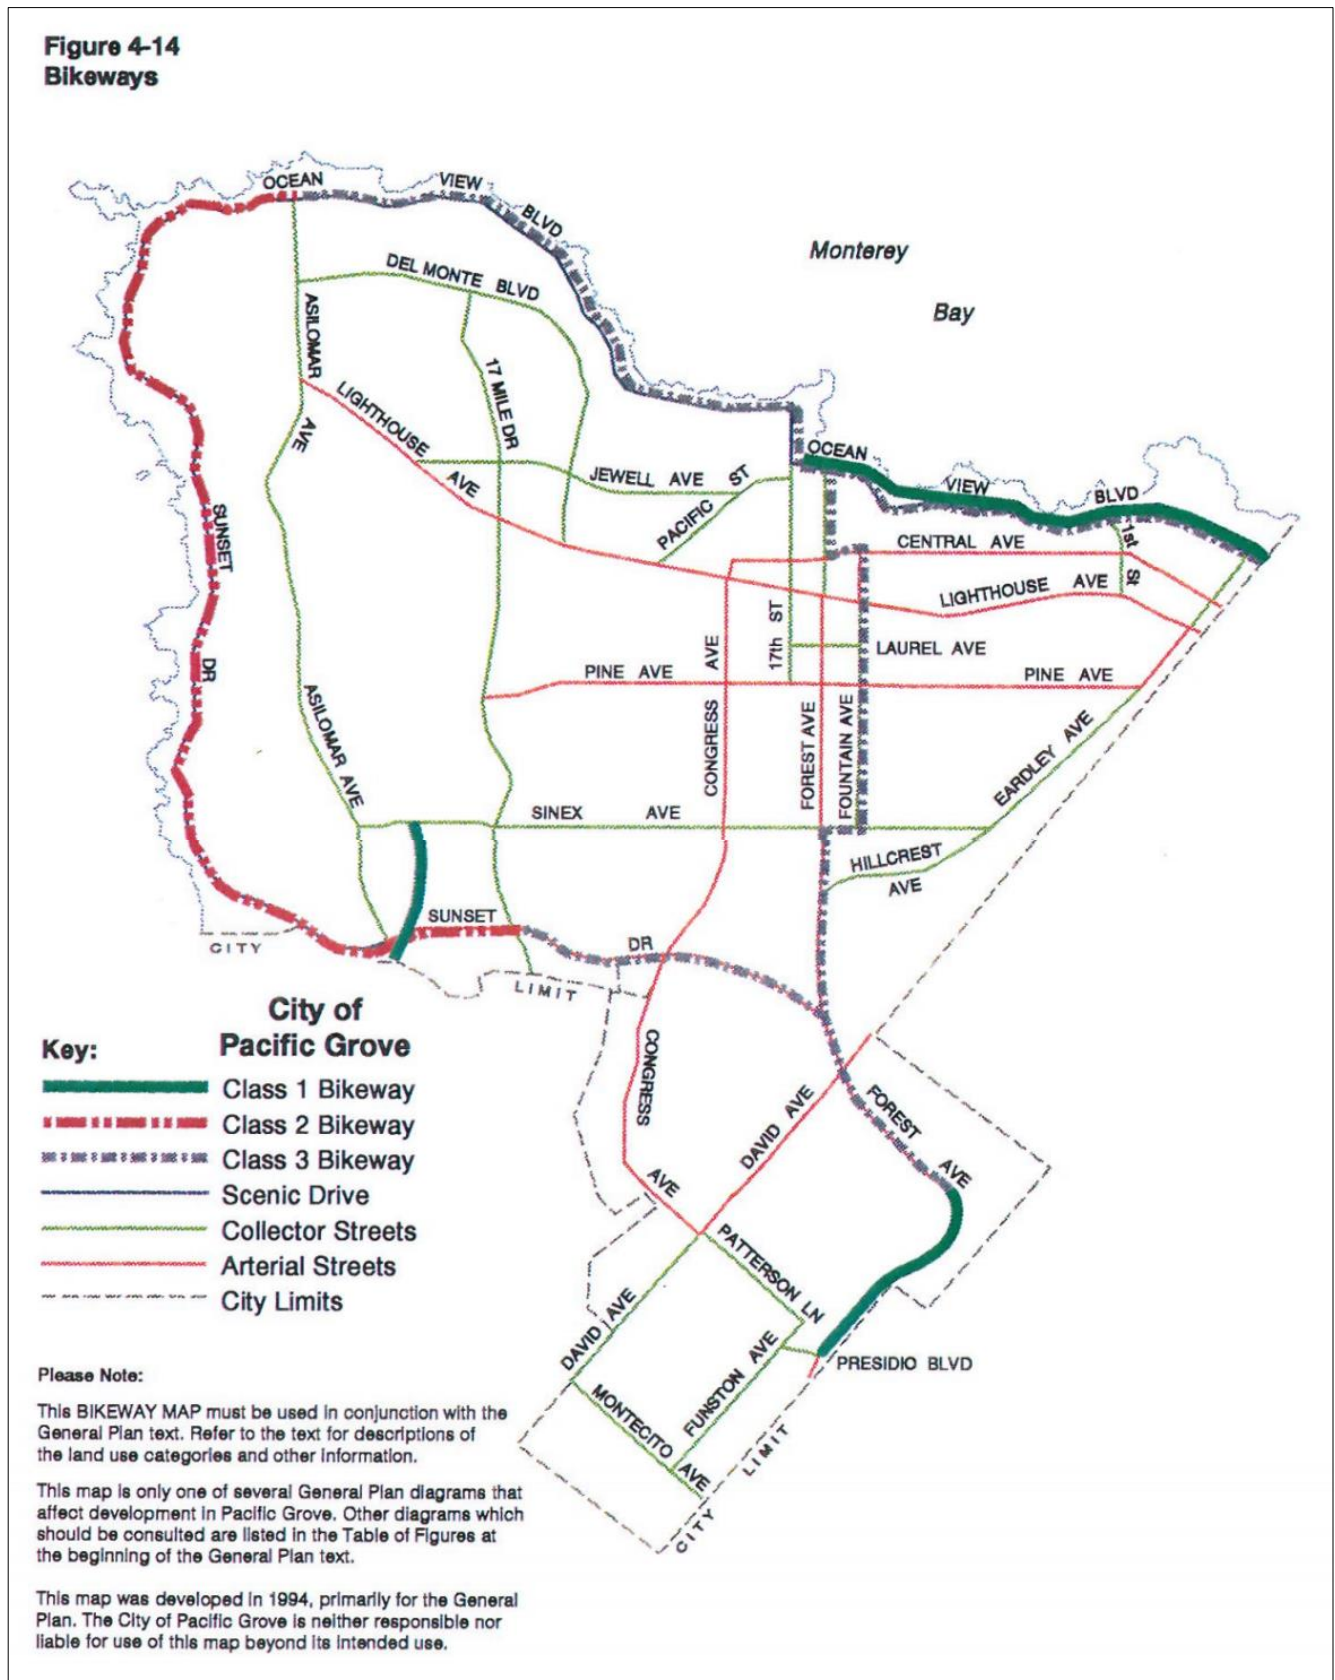 Figure 4-14
Bikeways
OCEAN VIEW BLVD
Monterey
Bay
DEL MONTE BLVD
ASILOMAR AVE
17 MILE DR
LIGHTHOUSE AVE
JEWELL AVE
PACIFIC ST
OCEAN VIEW BLVD
1st St
CENTRAL AVE
LIGHTHOUSE AVE
SUNSET DR
17th ST
LAUREL AVE
PINE AVE
PINE AVE
CONGRESS AVE
FOREST AVE
FOUNTAIN AVE
ASILOMAR AVE
EARDLEY AVE
SINEX AVE
HILLCREST AVE
SUNSET DR
CITY LIMIT
CONGRESS AVE
DAVID AVE
FOREST AVE
PATTERSON LN
DAVID AVE
FUNSTON AVE
PRESIDIO BLVD
MONTECITO AVE
CITY LIMIT
City of
Pacific Grove
Key:
Class 1 Bikeway
Class 2 Bikeway
Class 3 Bikeway
Scenic Drive
Collector Streets
Arterial Streets
City Limits
Please Note:
This BIKEWAY MAP must be used in conjunction with the
General Plan text. Refer to the text for descriptions of
the land use categories and other information.
This map is only one of several General Plan diagrams that
affect development in Pacific Grove. Other diagrams which
should be consulted are listed in the Table of Figures at
the beginning of the General Plan text.
This map was developed in 1994, primarily for the General
Plan. The City of Pacific Grove is neither responsible nor
liable for use of this map beyond its intended use.